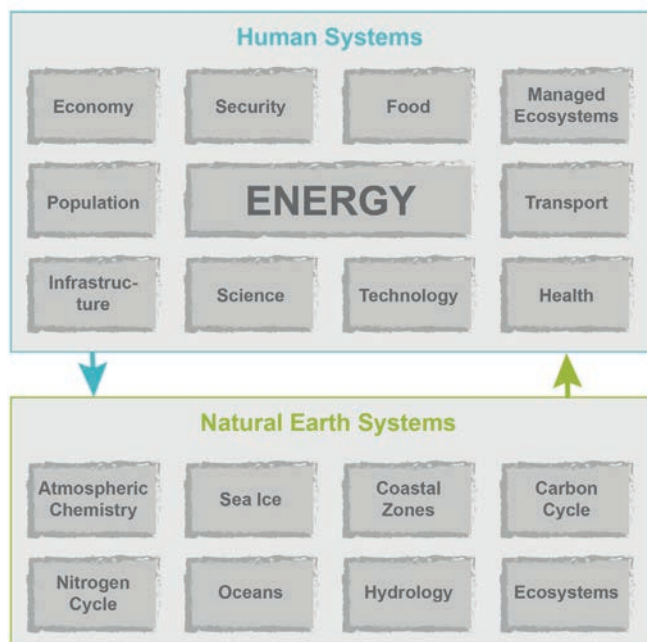 Human Systems
Economy
Security
Food
Managed
Ecosystems
Population
ENERGY
Transport
Infrastruc-
ture
Science
Technology
Health
Natural Earth Systems
Atmospheric
Chemistry
Sea Ice
Coastal
Zones
Carbon
Cycle
Nitrogen
Cycle
Oceans
Hydrology
Ecosystems